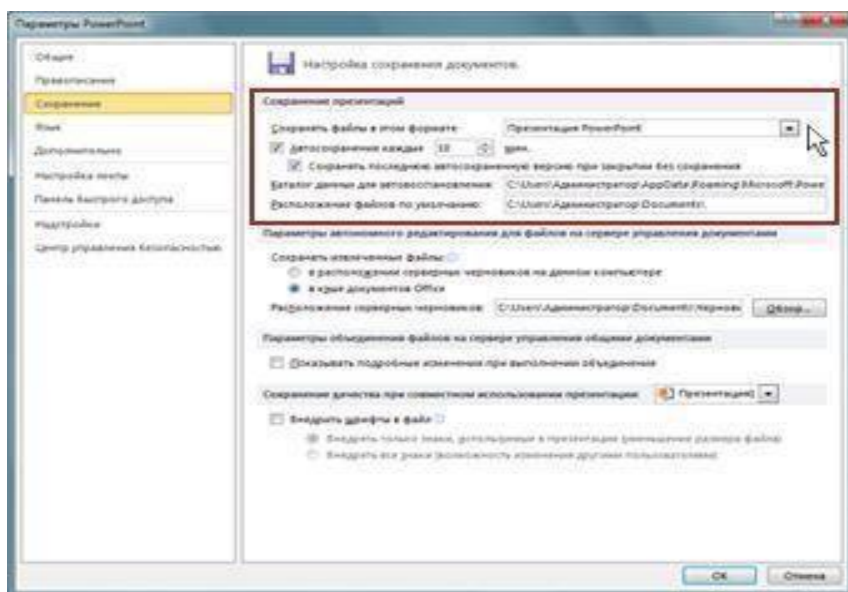 Параметры PowerPoint
Общие
Правописание
Сохранение
Язык
Дополнительно
Настройка ленты
Панель быстрого доступа
Надстройки
Центр управления безопасностью
Настройка сохранения документов.
Сохранение презентаций
Сохранять файлы в этом формате: Презентация PowerPoint
Автосохранение каждые 10 мин.
Сохранять последнюю автосохраненную версию при закрытии без сохранения
Каталог данных для автовосстановления: C:\Users\Администратор\AppData\Roaming\Microsoft\Powe
Расположение файлов по умолчанию: C:\Users\Администратор\Documents\
Параметры автономного редактирования для файлов на сервере управления документами
Сохранять извлеченные файлы:
в расположении серверных черновиков на данном компьютере
в кэше документов Office
Расположение серверных черновиков: C:\Users\Администратор\Documents\Чернови Обзор...
Параметры объединения файлов на сервере управления общими документами
Показывать подробные изменения при выполнении объединения
Сохранение качества при совместном использовании презентации: Презентация1
Внедрить шрифты в файл
Внедрять только знаки, используемые в презентации (уменьшение размера файла)
Внедрять все знаки (возможность изменения другими пользователями)
ОК Отмена